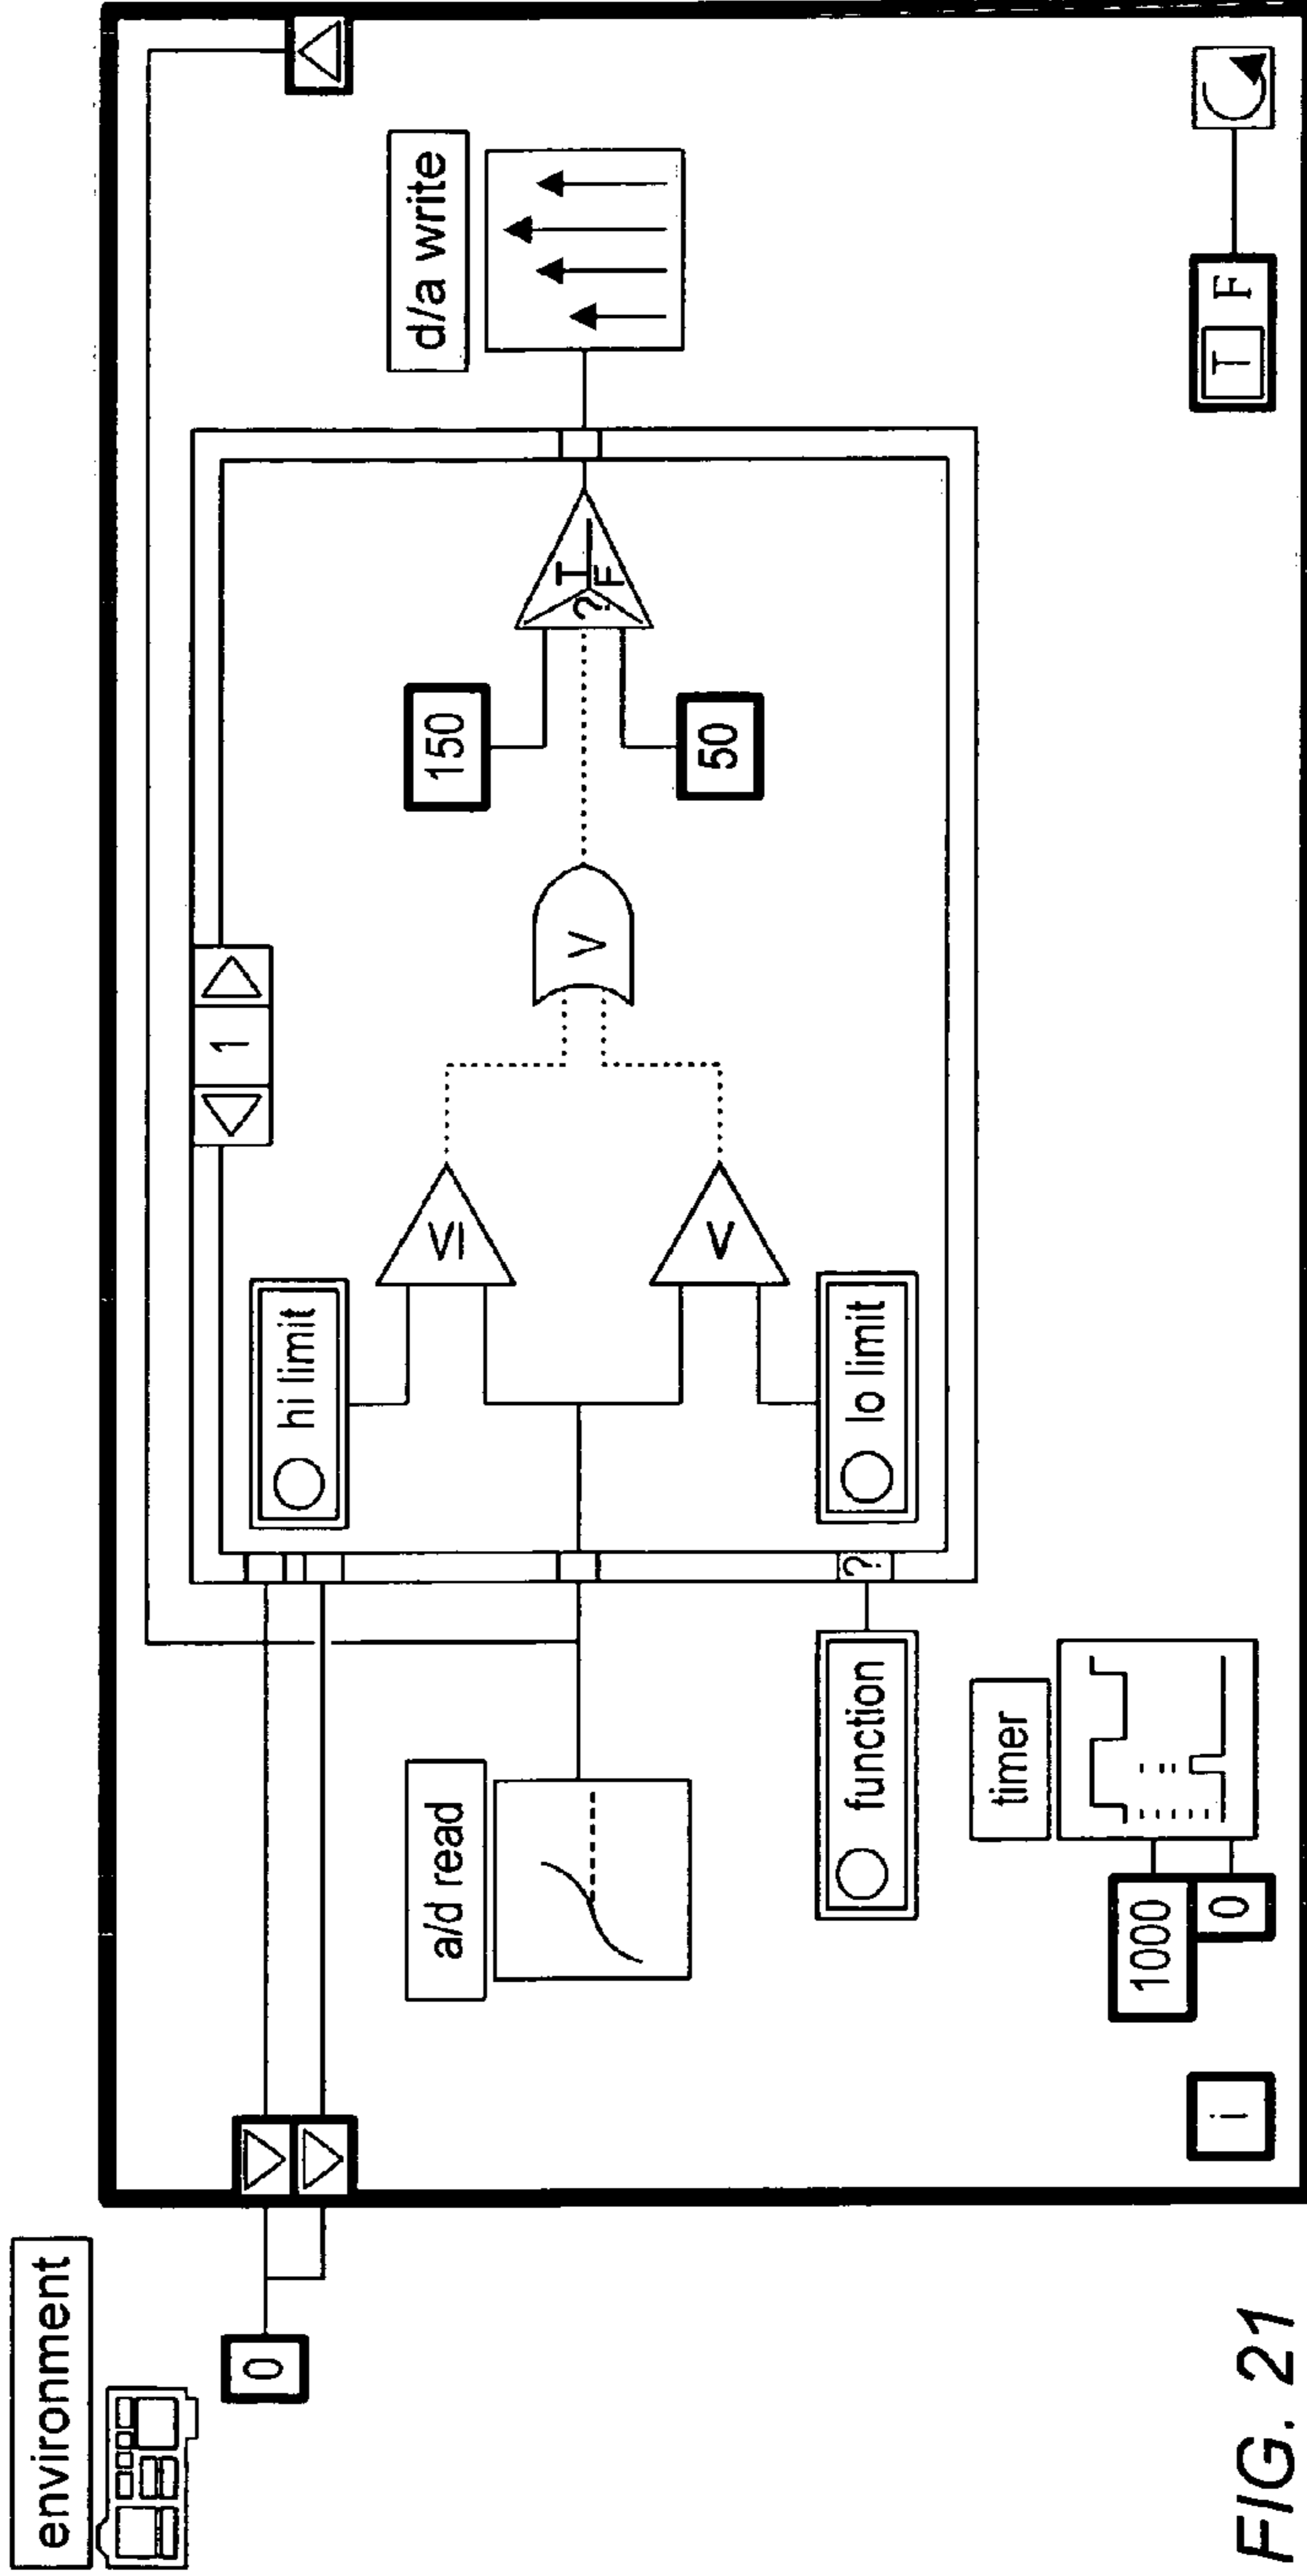 environment
0
1
hi limit
d/a write
≤
150
a/d read
V
T
?
F
<
50
function
?
lo limit
timer
1000
0
i
T F
FIG. 21